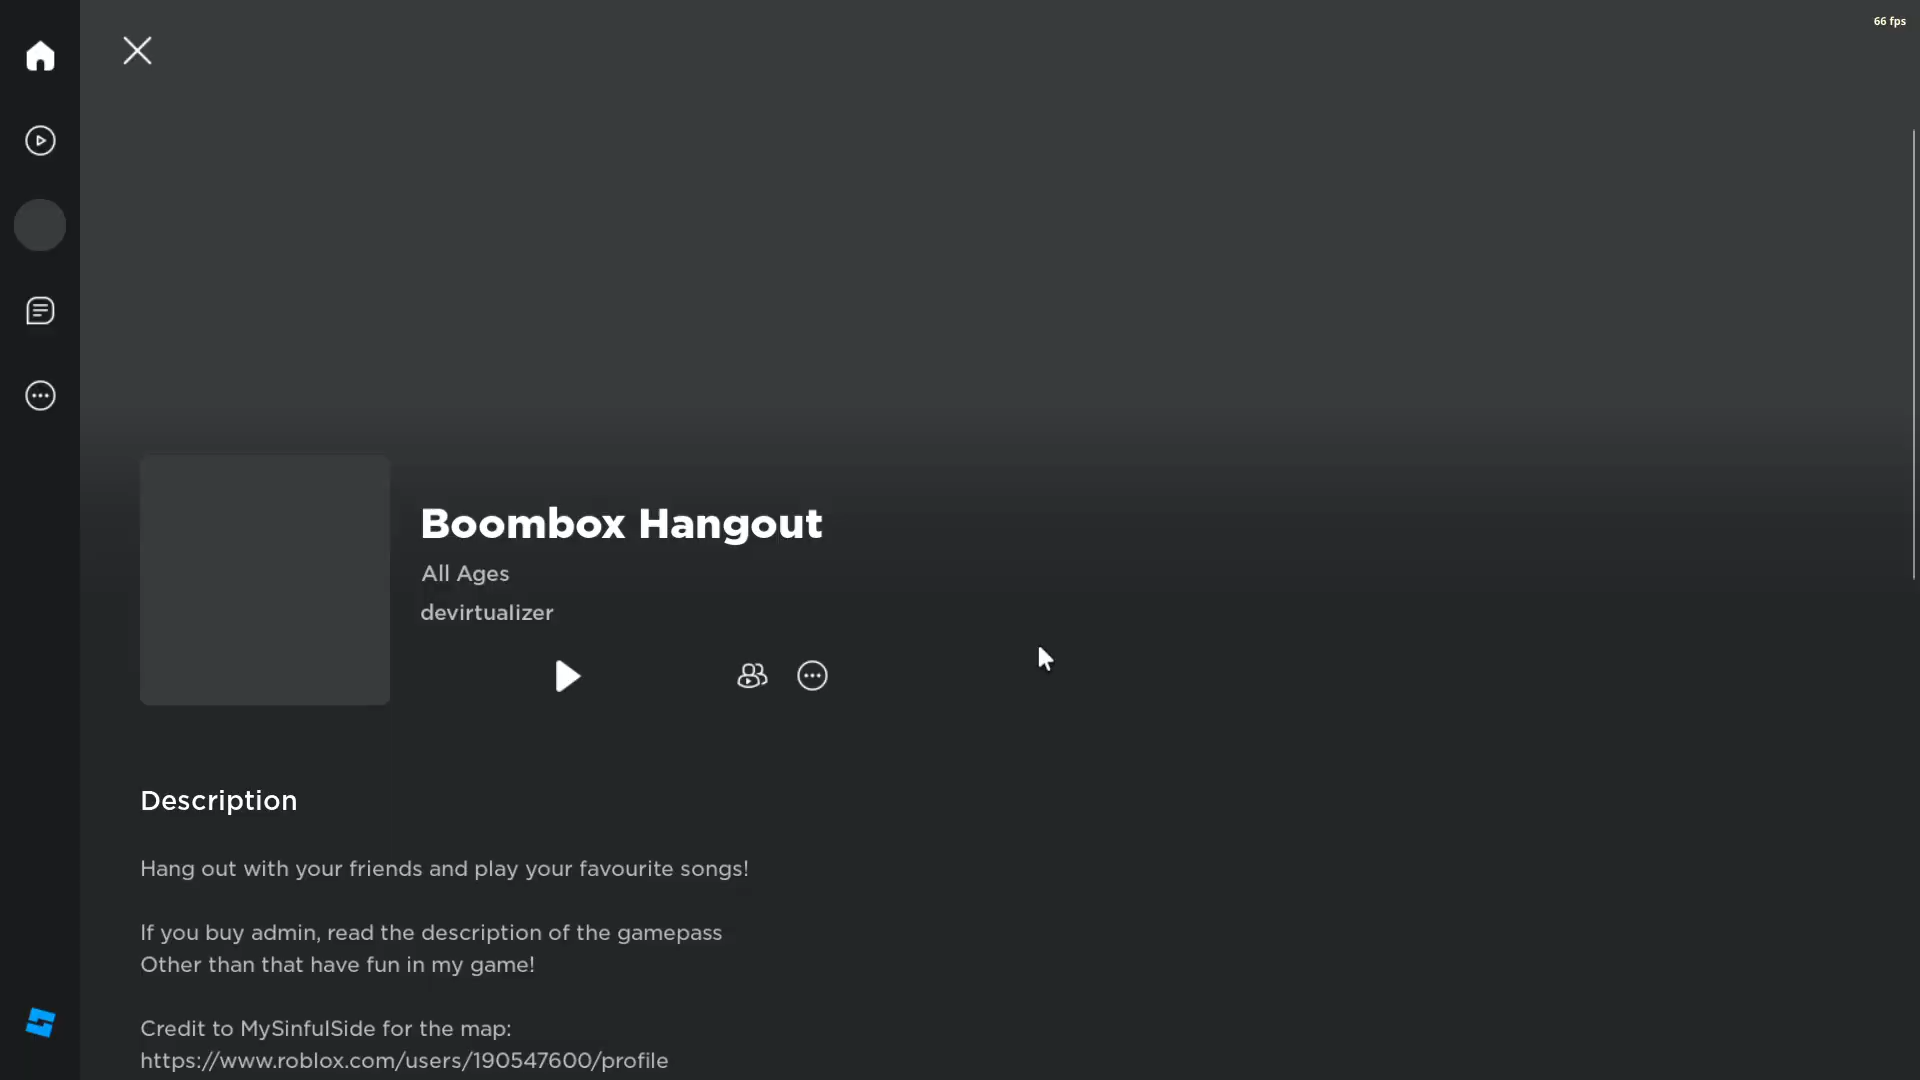 66 fps
Boombox Hangout
All Ages
devirtualizer
Description
Hang out with your friends and play your favourite songs!
If you buy admin, read the description of the gamepass
Other than that have fun in my game!
Credit to MySinfulSide for the map:
https://www.roblox.com/users/190547600/profile